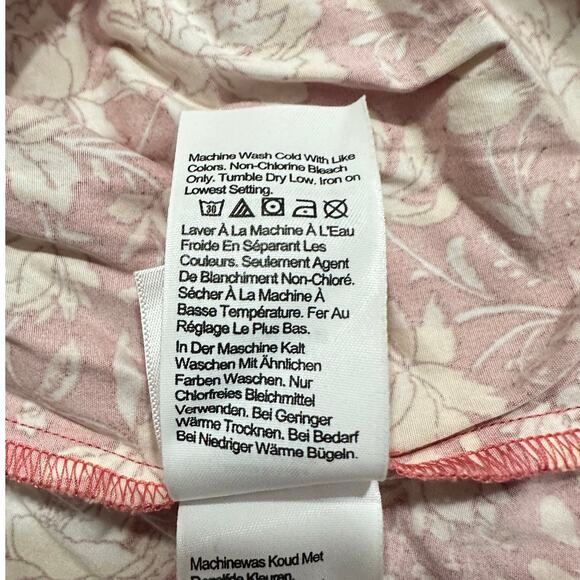 Machine Wash Cold With Like
Colors. Non-Chlorine Bleach
Only. Tumble Dry Low. Iron on
Lowest Setting.
30
Laver À La Machine À L'Eau
Froide En Séparant Les
Couleurs. Seulement Agent
De Blanchiment Non-Chloré.
Sécher À La Machine À
Basse Température. Fer Au
Réglage Le Plus Bas.
In Der Maschine Kalt
Waschen Mit Ähnlichen
Farben Waschen. Nur
Chlorfreies Bleichmittel
Verwenden. Bei Geringer
Wärme Trocknen. Bei Bedarf
Bei Niedriger Wärme Bügeln.
Machinewas Koud Met
Dezelfde Kleuren.